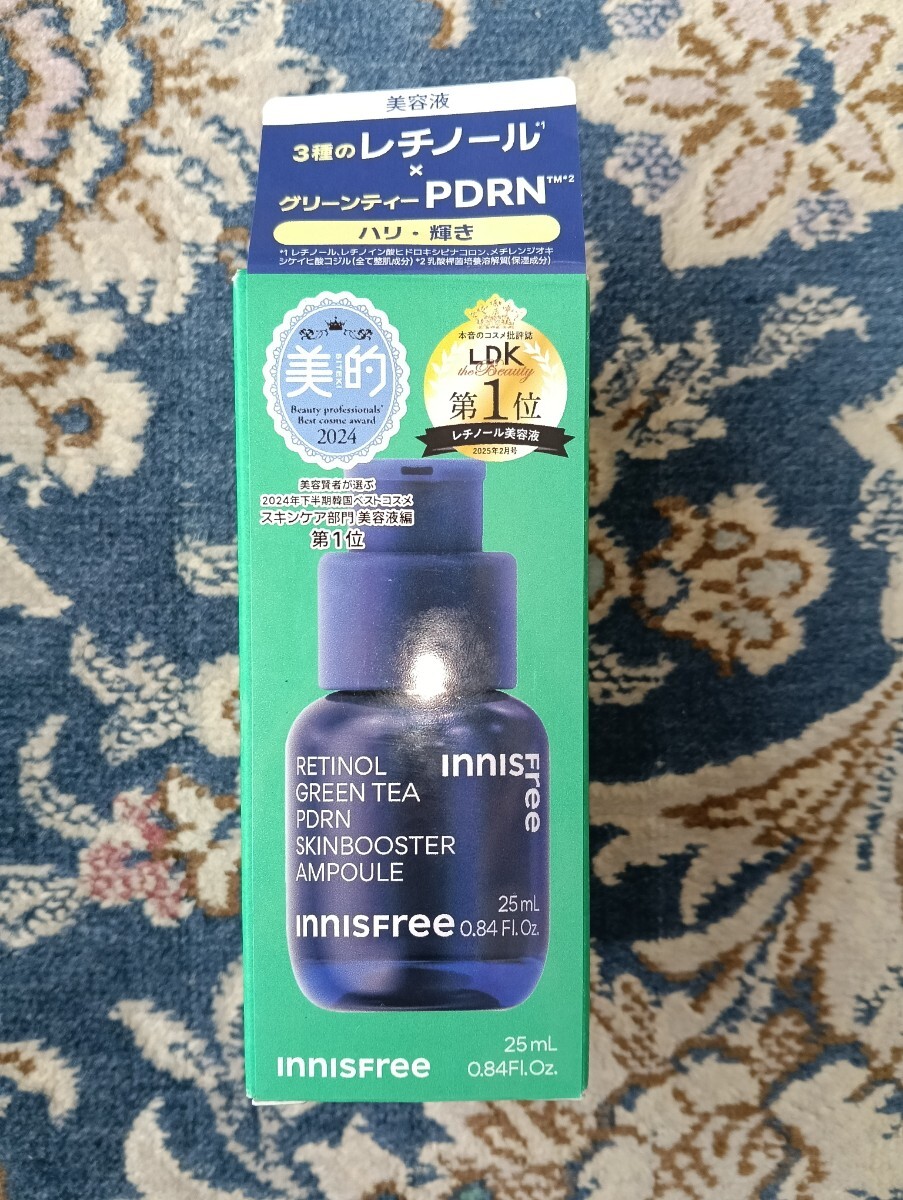 美容液
3種のレチノール*1
×
グリーンティーPDRN™*2
ハリ・輝き
*1 レチノール、レチノイン酸ヒドロキシピナコロン、メチレンジオキ
シケイヒ酸コジル(全て整肌成分) *2 乳酸桿菌培養溶解質(保湿成分)
美的
BITEKI
Beauty professionals'
Best cosme award
2024
美容賢者が選ぶ
2024年下半期韓国ベストコスメ
スキンケア部門 美容液編
第1位
本音のコスメ批評誌
LDK
the Beauty
第1位
レチノール美容液
2025年2月号
RETINOL
GREEN TEA
PDRN
SKINBOOSTER
AMPOULE
INNISFree
INNISFree
25 mL
0.84 Fl. Oz.
INNISFree
25 mL
0.84Fl.Oz.